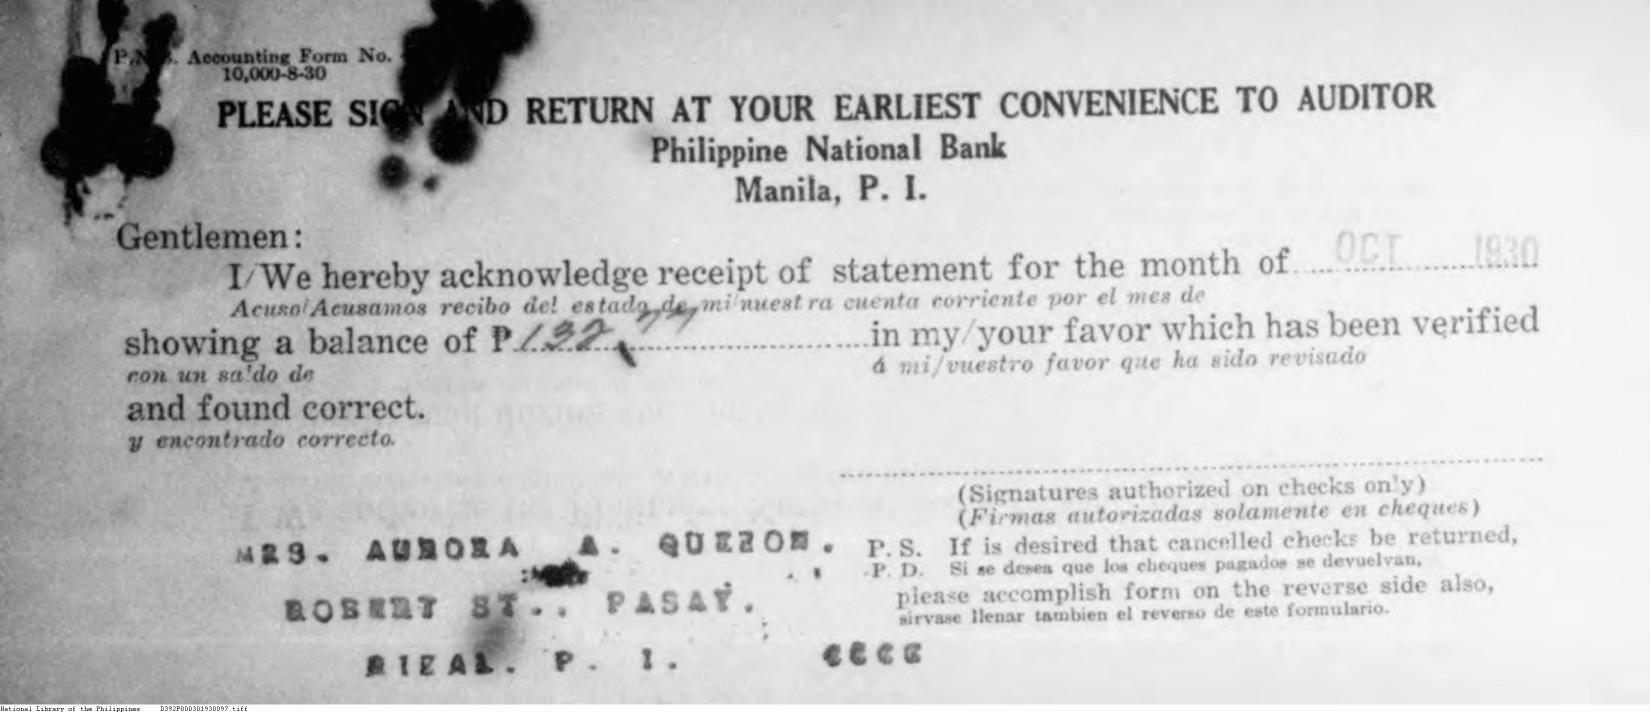 P.N.B. Accounting Form No.
10,000-8-30
PLEASE SIGN AND RETURN AT YOUR EARLIEST CONVENIENCE TO AUDITOR
Philippine National Bank
Manila, P. I.
Gentlemen:
I/We hereby acknowledge receipt of statement for the month of OCT 1930
Acuso/Acusamos recibo del estado de mi/nuestra cuenta corriente por el mes de
showing a balance of ₱ 132.77 in my/your favor which has been verified
con un saldo de á mi/vuestro favor que ha sido revisado
and found correct.
y encontrado correcto.
(Signatures authorized on checks only)
(Firmas autorizadas solamente en cheques)
MRS. AURORA A. QUEZON.
ROBERT ST., PASAY.
RIZAL. P. I. CCCC
P. S. If is desired that cancelled checks be returned,
P. D. Si se desea que los cheques pagados se devuelvan,
please accomplish form on the reverse side also,
sirvase llenar tambien el reverso de este formulario.
National Library of the Philippines D392P000301930097.tiff